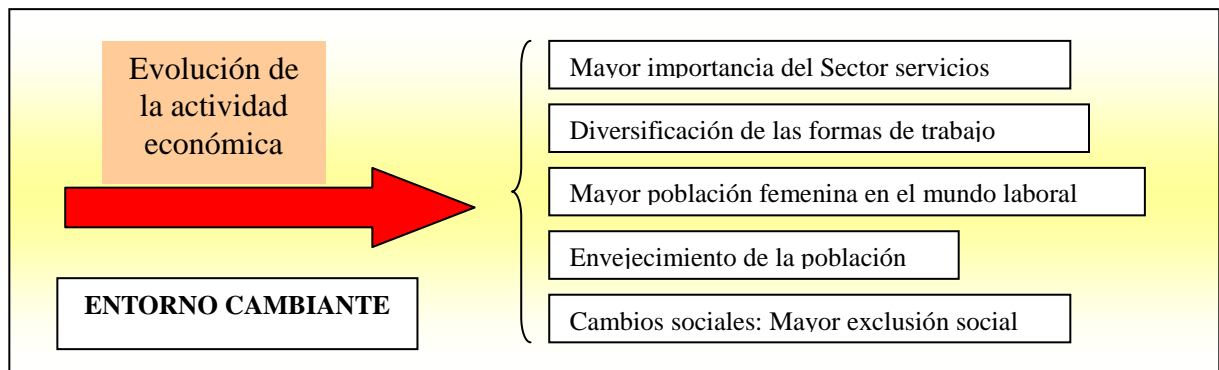 Evolución de
la actividad
económica
ENTORNO CAMBIANTE
Mayor importancia del Sector servicios
Diversificación de las formas de trabajo
Mayor población femenina en el mundo laboral
Envejecimiento de la población
Cambios sociales: Mayor exclusión social